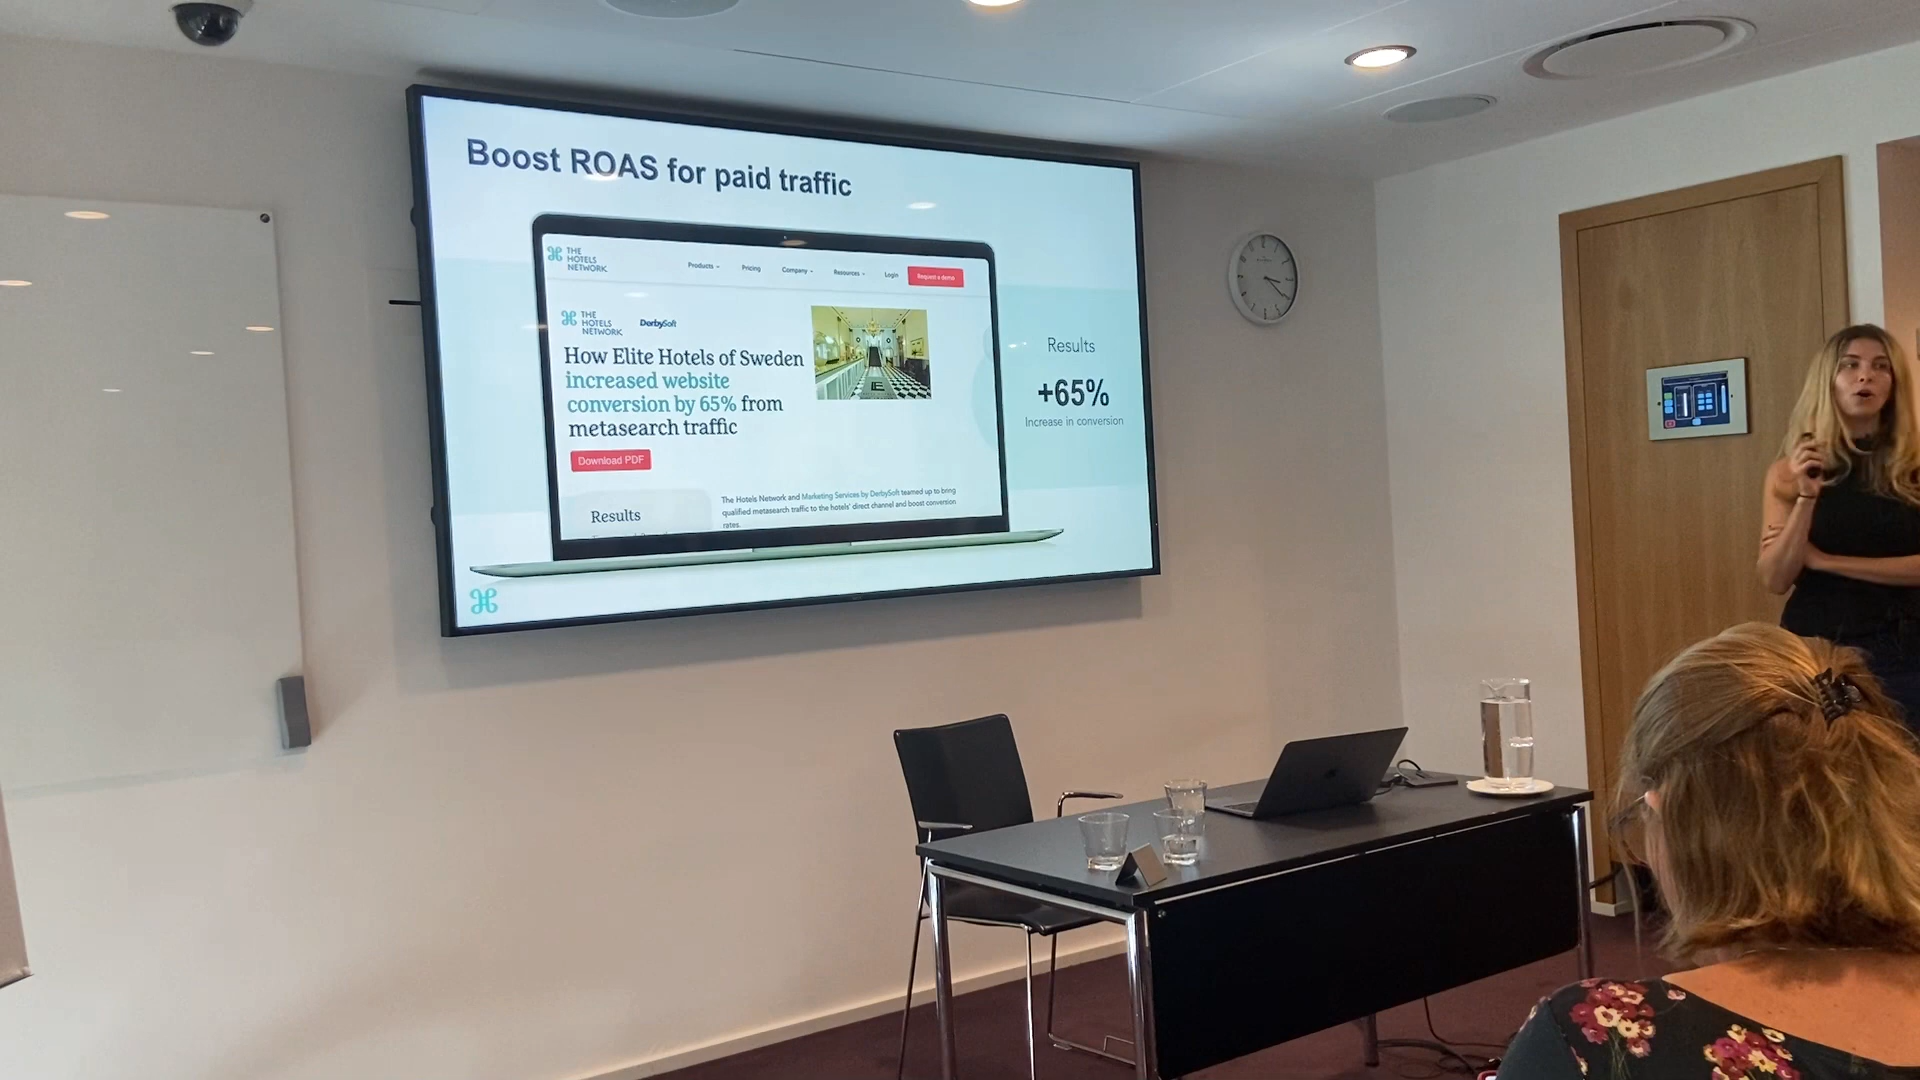 Boost ROAS for paid traffic
THE
HOTELS
NETWORK
Products
Pricing
Company
Resources
Login
Request a demo
THE
HOTELS
NETWORK
DerbySoft
How Elite Hotels of Sweden
increased website
conversion by 65% from
metasearch traffic
Download PDF
Results
The Hotels Network and Marketing Services by DerbySoft teamed up to bring
qualified metasearch traffic to the hotels' direct channel and boost conversion
rates.
Results
+65%
Increase in conversion